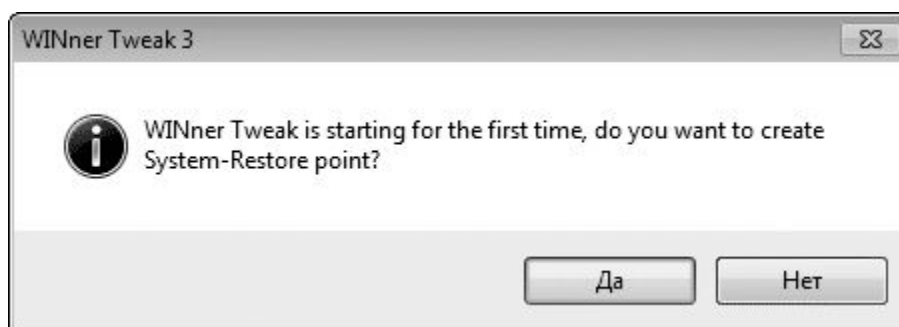 WINner Tweak 3
WINner Tweak is starting for the first time, do you want to create
System-Restore point?
Да Нет